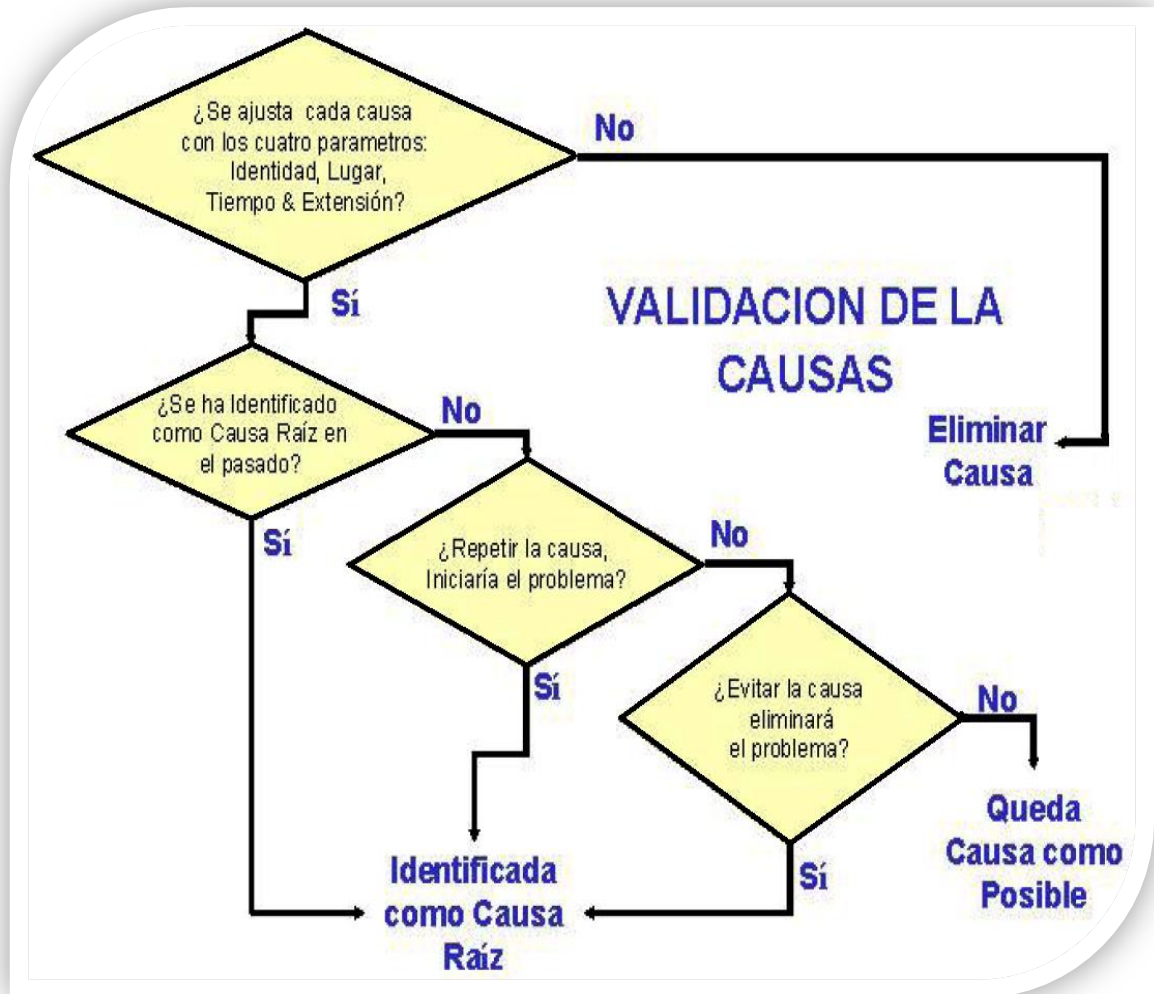 ¿Se ajusta cada causa
con los cuatro parametros:
Identidad, Lugar,
Tiempo & Extensión?
No
Sí
VALIDACION DE LA
CAUSAS
¿Se ha Identificado
como Causa Raíz en
el pasado?
No
Eliminar
Causa
Sí
¿Repetir la causa,
Iniciaría el problema?
No
Sí
¿Evitar la causa
eliminará
el problema?
No
Sí
Queda
Causa como
Posible
Identificada
como Causa
Raíz